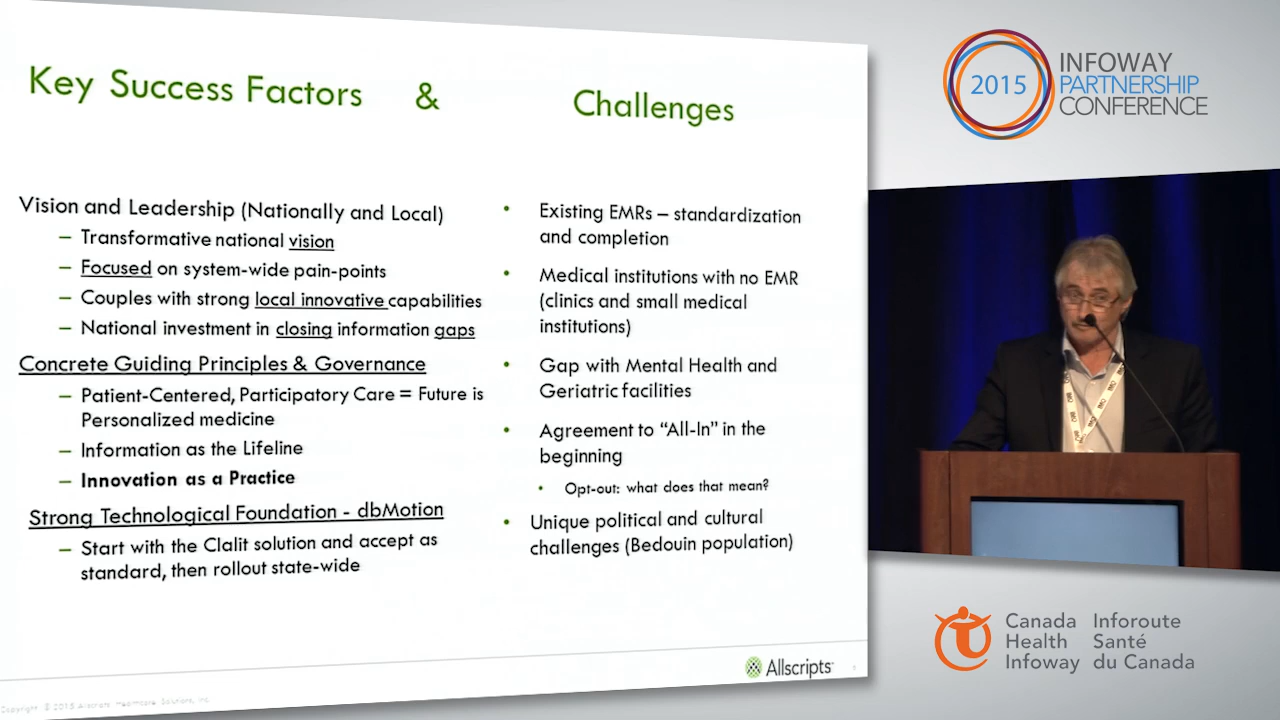 Key Success Factors & Challenges
Vision and Leadership (Nationally and Local)
– Transformative national vision
– Focused on system-wide pain-points
– Couples with strong local innovative capabilities
– National investment in closing information gaps
Concrete Guiding Principles & Governance
– Patient-Centered, Participatory Care = Future is
Personalized medicine
– Information as the Lifeline
– Innovation as a Practice
Strong Technological Foundation - dbMotion
– Start with the Clalit solution and accept as
standard, then rollout state-wide
• Existing EMRs – standardization
and completion
• Medical institutions with no EMR
(clinics and small medical
institutions)
• Gap with Mental Health and
Geriatric facilities
• Agreement to “All-In” in the
beginning
• Opt-out: what does that mean?
• Unique political and cultural
challenges (Bedouin population)
Allscripts
Copyright © 2015 Allscripts Healthcare Solutions, Inc.
2015
INFOWAY
PARTNERSHIP
CONFERENCE
Canada Health Infoway
Inforoute Santé du Canada